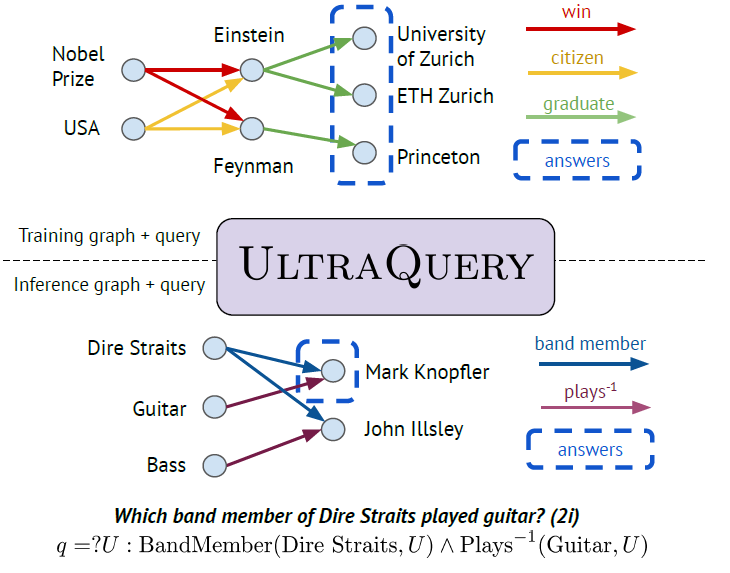 win
Einstein
Nobel
Prize
University
of Zurich
citizen
ETH Zurich
graduate
USA
Feynman
Princeton
answers
Training graph + query
ULTRAQUERY
Inference graph + query
Dire Straits
band member
Mark Knopfler
plays⁻¹
Guitar
John Illsley
answers
Bass
Which band member of Dire Straits played guitar? (2i)
q =?U : BandMember(Dire Straits, U) ∧ Plays⁻¹(Guitar, U)